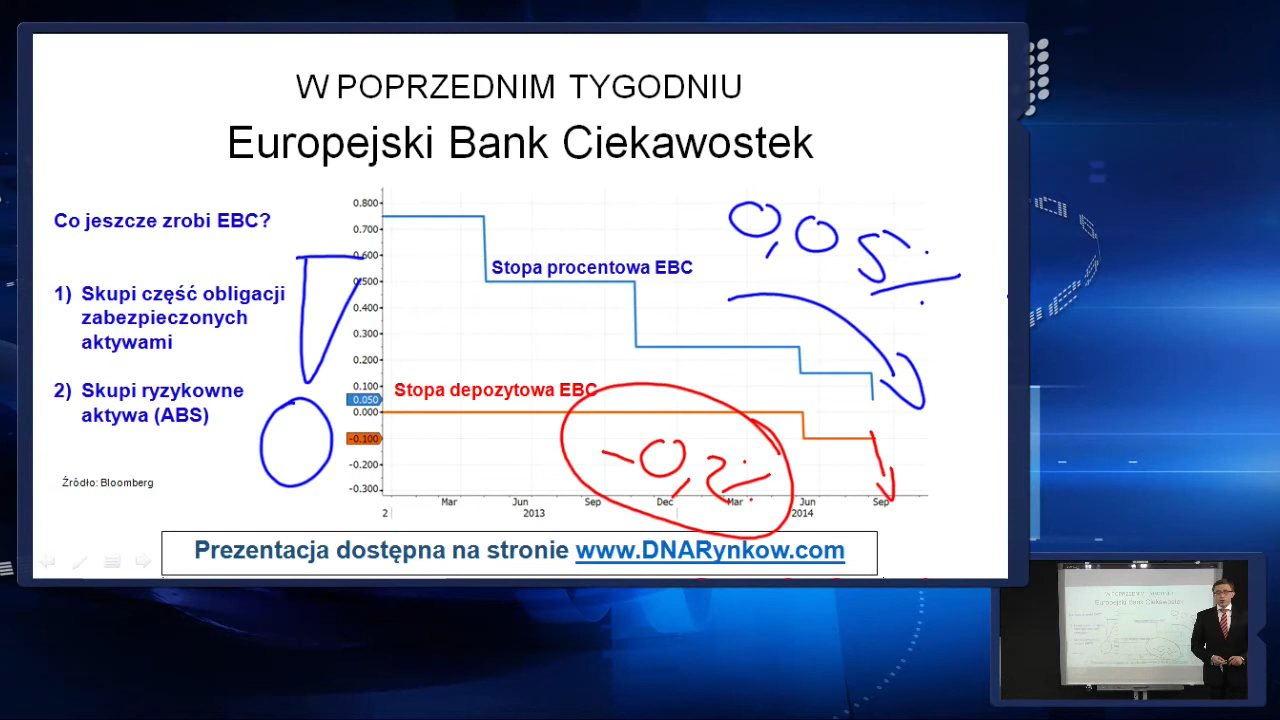 W POPRZEDNIM TYGODNIU
Europejski Bank Ciekawostek
Co jeszcze zrobi EBC?
1) Skupi część obligacji
zabezpieczonych
aktywami
2) Skupi ryzykowne
aktywa (ABS)
Źródło: Bloomberg
0.800
0.700
0.600
0.500
0.400
0.300
0.200
0.100
0.050
0.000
-0.100
-0.200
-0.300
Stopa procentowa EBC
Stopa depozytowa EBC
0,05%
-0,2%
Mar Jun Sep Dec Mar Jun Sep
2 2013 2014
Prezentacja dostępna na stronie www.DNARynkow.com